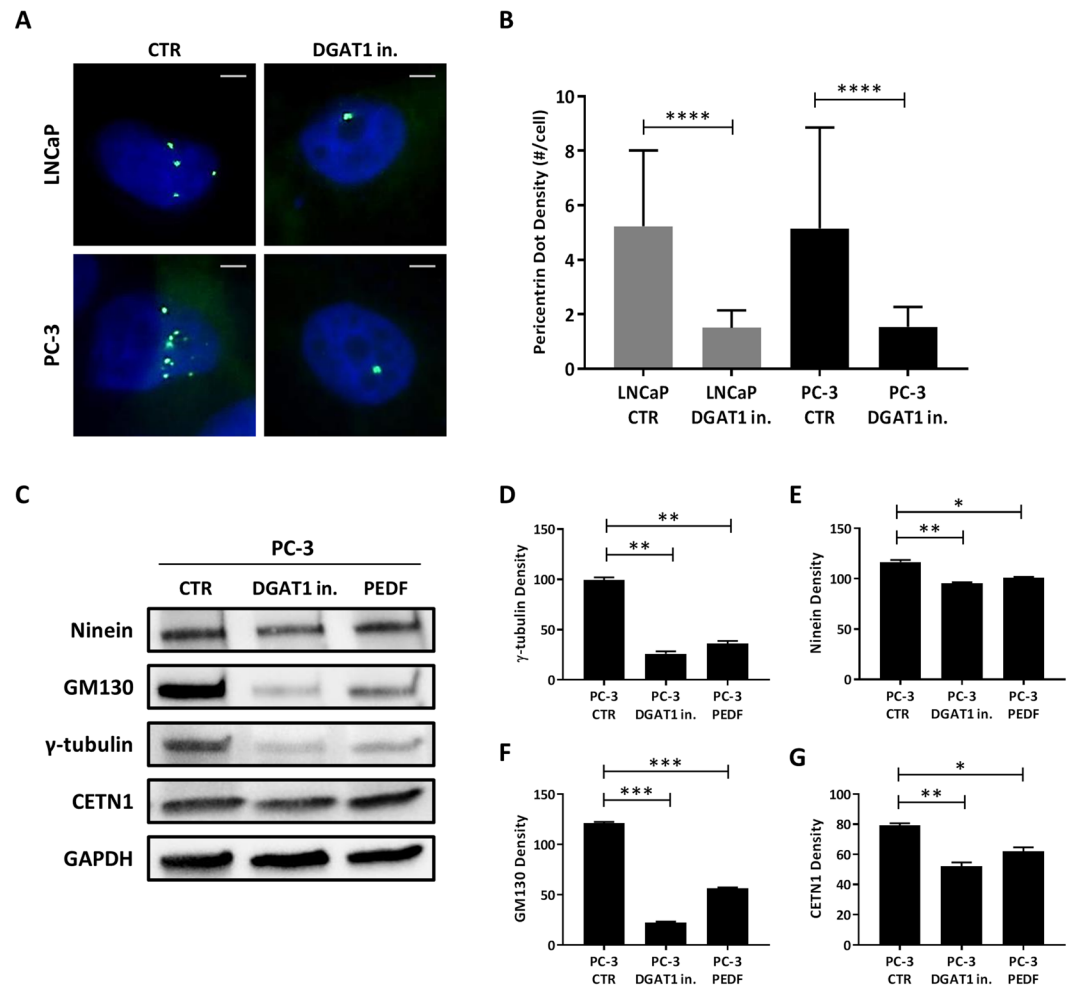 A
CTR
DGAT1 in.
LNCaP
PC-3
B
Pericentrin Dot Density (#/cell)
10
8
6
4
2
0
****
****
LNCaP
CTR
LNCaP
DGAT1 in.
PC-3
CTR
PC-3
DGAT1 in.
C
PC-3
CTR
DGAT1 in.
PEDF
Ninein
GM130
γ-tubulin
CETN1
GAPDH
D
γ-tubulin Density
150
100
50
0
**
**
PC-3
CTR
PC-3
DGAT1 in.
PC-3
PEDF
E
Ninein Density
150
100
50
0
*
**
PC-3
CTR
PC-3
DGAT1 in.
PC-3
PEDF
F
GM130 Density
150
100
50
0
***
***
PC-3
CTR
PC-3
DGAT1 in.
PC-3
PEDF
G
CETN1 Density
100
80
60
40
20
0
*
**
PC-3
CTR
PC-3
DGAT1 in.
PC-3
PEDF